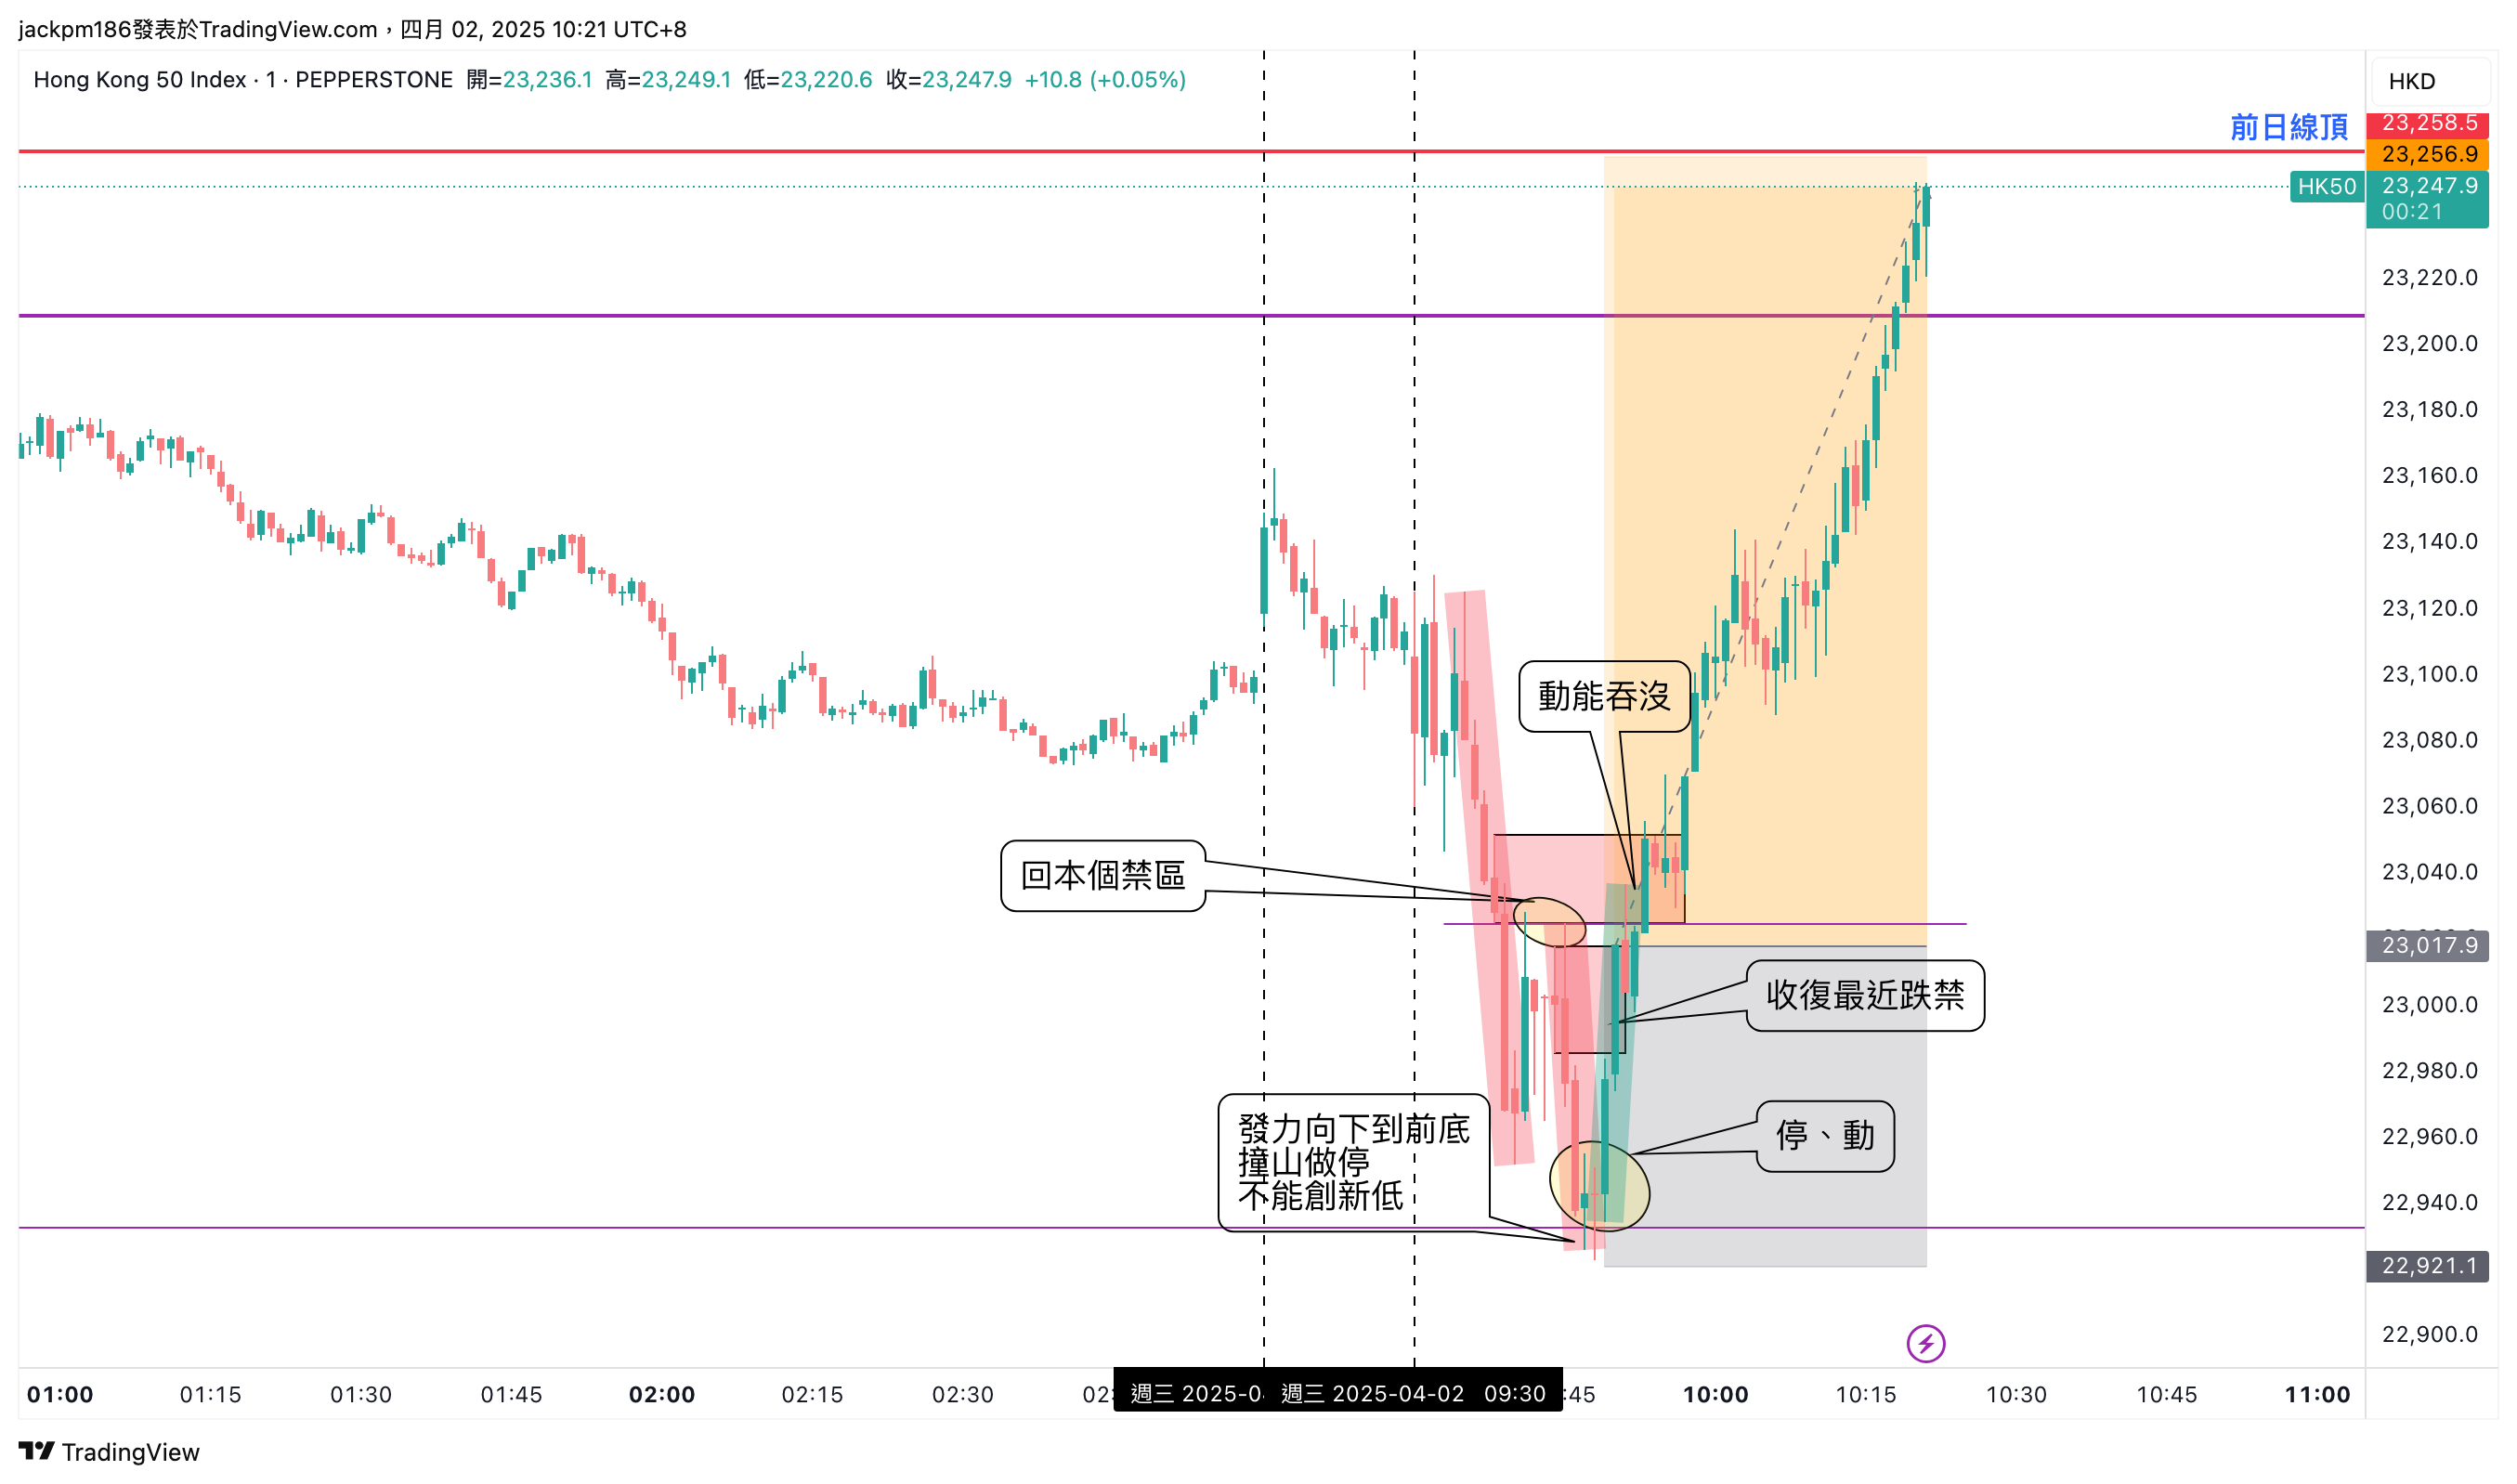 jackpm186發表於TradingView.com，四月 02, 2025 10:21 UTC+8
Hong Kong 50 Index · 1 · PEPPERSTONE 開=23,236.1 高=23,249.1 低=23,220.6 收=23,247.9 +10.8 (+0.05%)
HKD
前日線頂
23,258.5
23,256.9
HK50 23,247.9
00:21
23,220.0
23,200.0
23,180.0
23,160.0
23,140.0
23,120.0
23,100.0
23,080.0
23,060.0
23,040.0
23,017.9
23,000.0
22,980.0
22,960.0
22,940.0
22,921.1
22,900.0
動能吞沒
回本個禁區
收復最近跌禁
發力向下到前底
撞山做停
不能創新低
停、動
01:00 01:15 01:30 01:45 02:00 02:15 02:30 02: 週三 2025-0 週三 2025-04-02 09:30 :45 10:00 10:15 10:30 10:45 11:00
TradingView